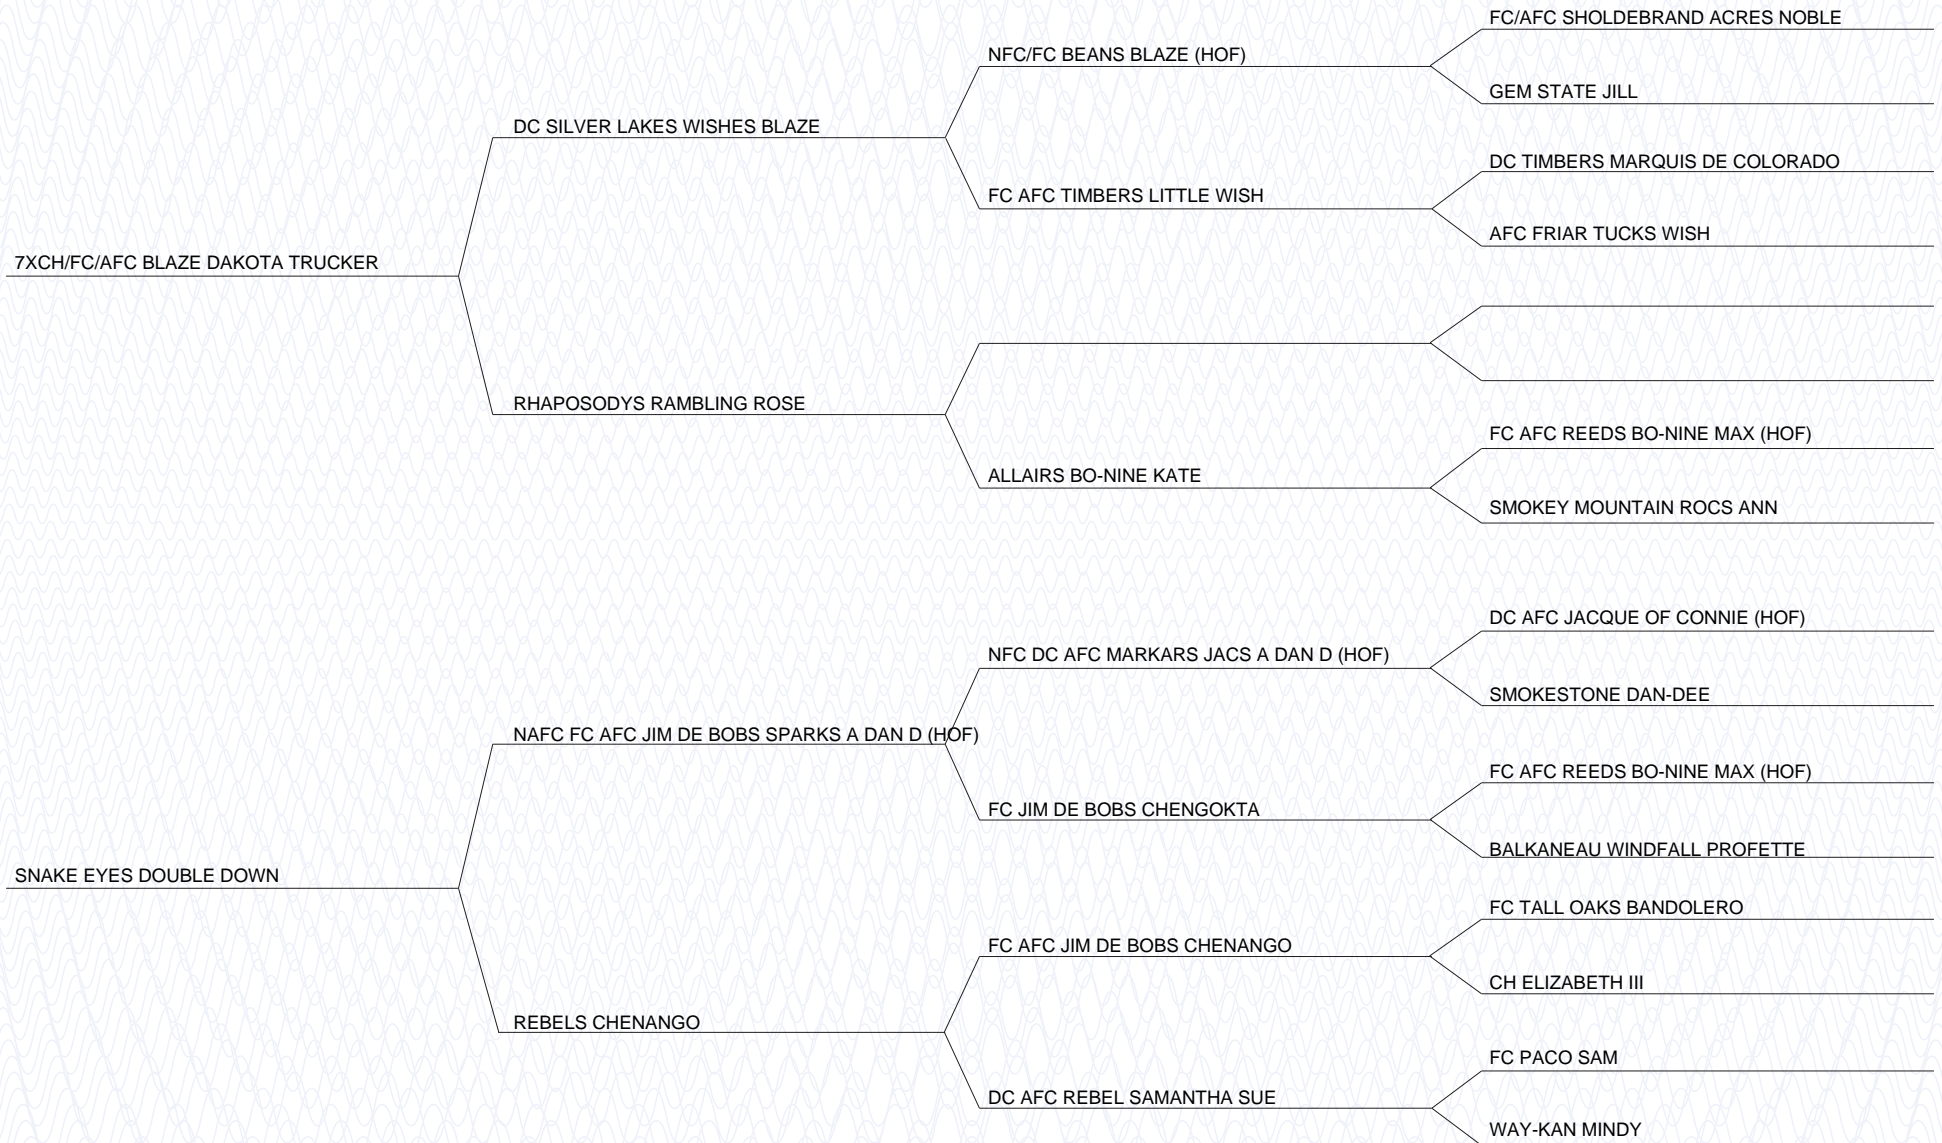 FC/AFC SHOLDEBRAND ACRES NOBLE
NFC/FC BEANS BLAZE (HOF)
GEM STATE JILL
DC SILVER LAKES WISHES BLAZE
DC TIMBERS MARQUIS DE COLORADO
FC AFC TIMBERS LITTLE WISH
AFC FRIAR TUCKS WISH
7XCH/FC/AFC BLAZE DAKOTA TRUCKER
RHAPOSODYS RAMBLING ROSE
FC AFC REEDS BO-NINE MAX (HOF)
ALLAIRS BO-NINE KATE
SMOKEY MOUNTAIN ROCS ANN
DC AFC JACQUE OF CONNIE (HOF)
NFC DC AFC MARKARS JACS A DAN D (HOF)
SMOKESTONE DAN-DEE
NAFC FC AFC JIM DE BOBS SPARKS A DAN D (HOF)
FC AFC REEDS BO-NINE MAX (HOF)
FC JIM DE BOBS CHENGOKTA
BALKANEAU WINDFALL PROFETTE
SNAKE EYES DOUBLE DOWN
FC TALL OAKS BANDOLERO
FC AFC JIM DE BOBS CHENANGO
CH ELIZABETH III
REBELS CHENANGO
FC PACO SAM
DC AFC REBEL SAMANTHA SUE
WAY-KAN MINDY